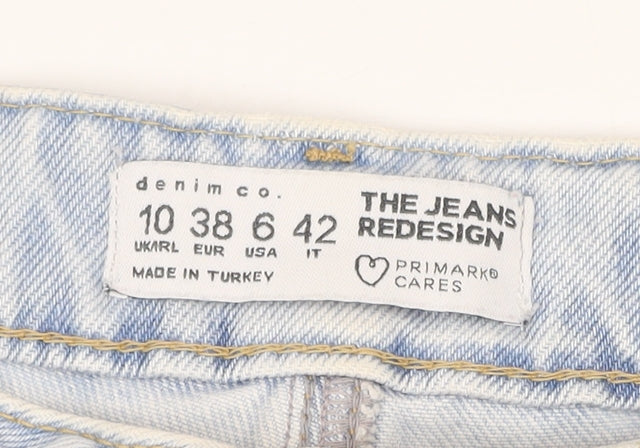 denim co.
10 38 6 42
UK/IRL EUR USA IT
MADE IN TURKEY
THE JEANS
REDESIGN
PRIMARK®
CARES